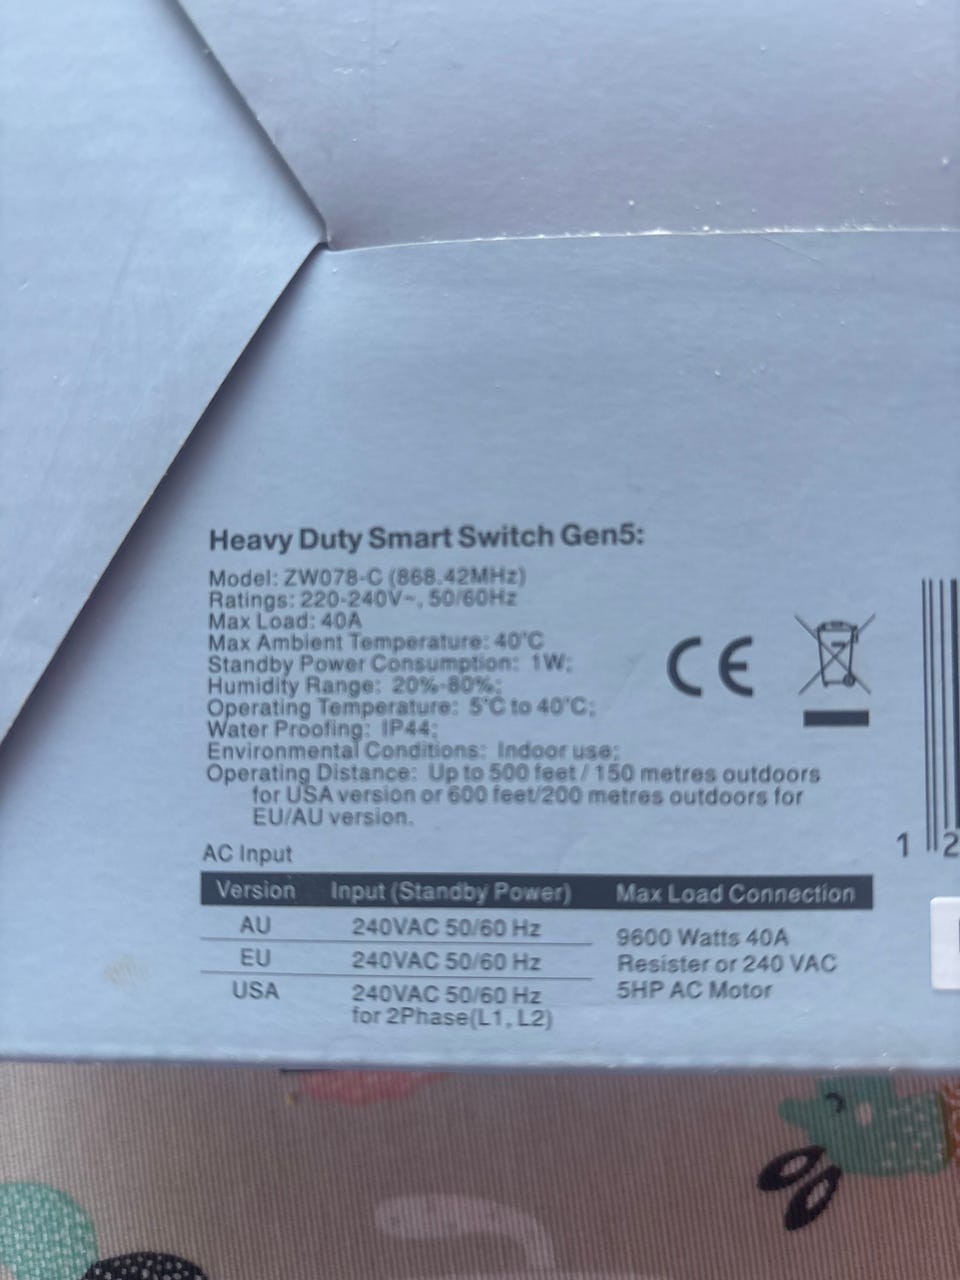 Heavy Duty Smart Switch Gen5:
Model: ZW078-C (868.42MHz)
Ratings: 220-240V~, 50/60Hz
Max Load: 40A
Max Ambient Temperature: 40°C
Standby Power Consumption: 1W;
Humidity Range: 20%-80%;
Operating Temperature: 5°C to 40°C;
Water Proofing: IP44;
Environmental Conditions: Indoor use;
Operating Distance: Up to 500 feet / 150 metres outdoors
for USA version or 600 feet/200 metres outdoors for
EU/AU version.
CE
1 2
AC Input
Version Input (Standby Power) Max Load Connection
AU 240VAC 50/60 Hz
EU 240VAC 50/60 Hz
USA 240VAC 50/60 Hz
for 2Phase(L1, L2)
9600 Watts 40A
Resister or 240 VAC
5HP AC Motor